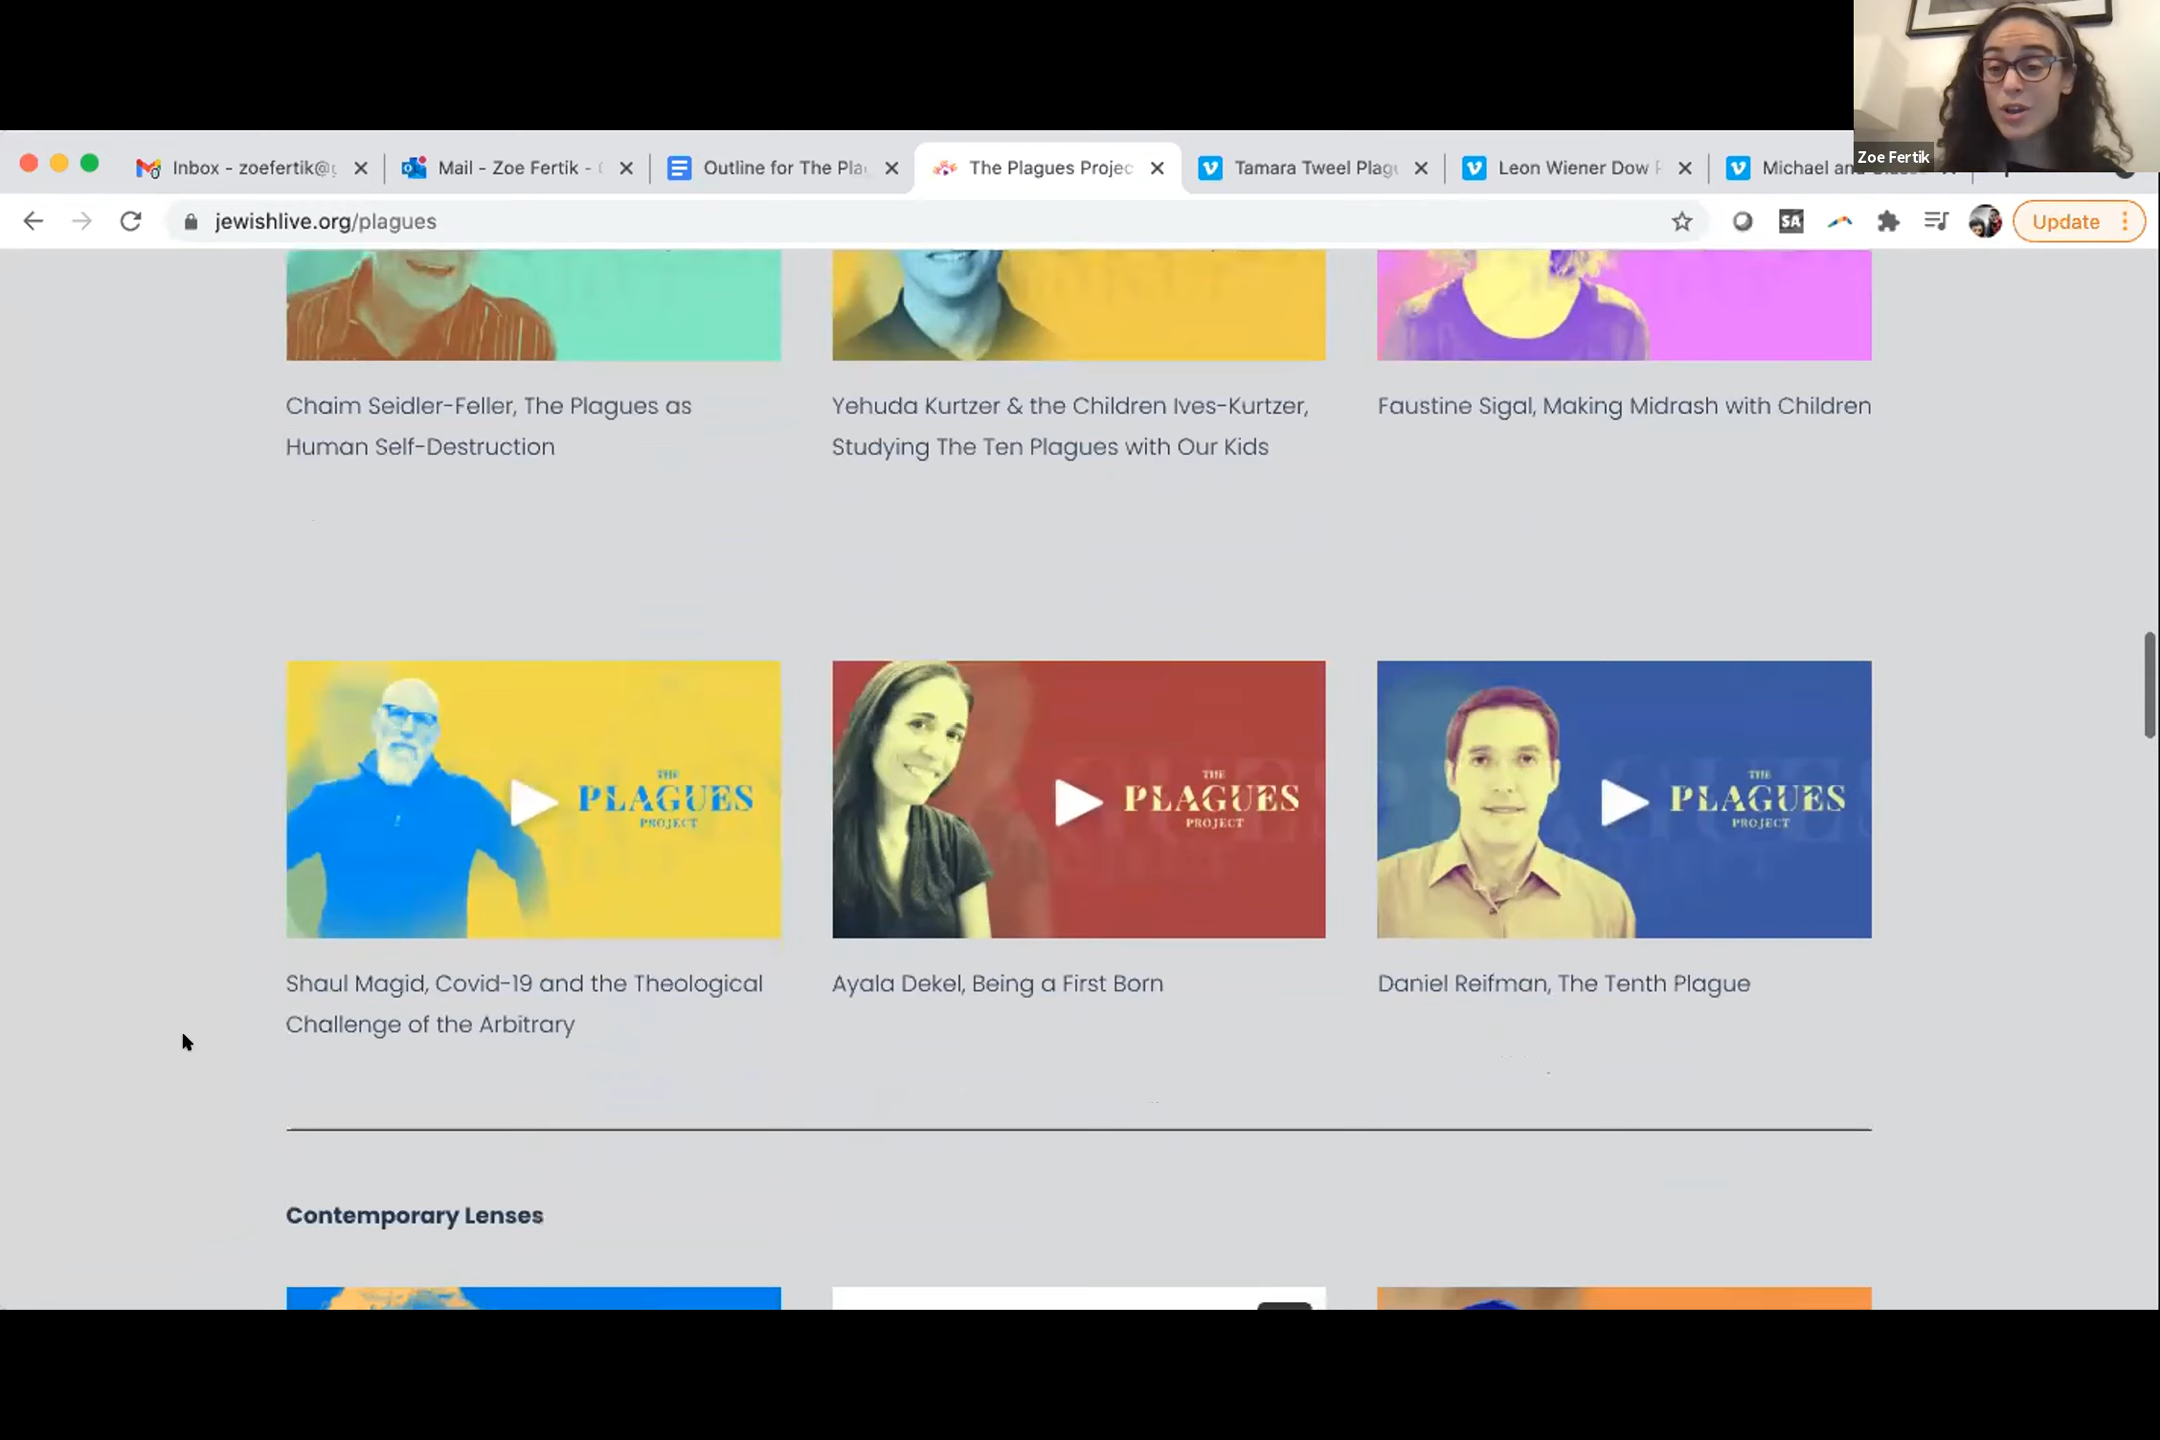 Zoe Fertik
Inbox - zoefertik@g
Mail - Zoe Fertik -
Outline for The Pla
The Plagues Projec
Tamara Tweel Plag
Leon Wiener Dow
Michael an
jewishlive.org/plagues
SA
Update
Chaim Seidler-Feller, The Plagues as
Human Self-Destruction
Yehuda Kurtzer & the Children Ives-Kurtzer,
Studying The Ten Plagues with Our Kids
Faustine Sigal, Making Midrash with Children
THE
PLAGUES
PROJECT
THE
PLAGUES
PROJECT
THE
PLAGUES
PROJECT
Shaul Magid, Covid-19 and the Theological
Challenge of the Arbitrary
Ayala Dekel, Being a First Born
Daniel Reifman, The Tenth Plague
Contemporary Lenses